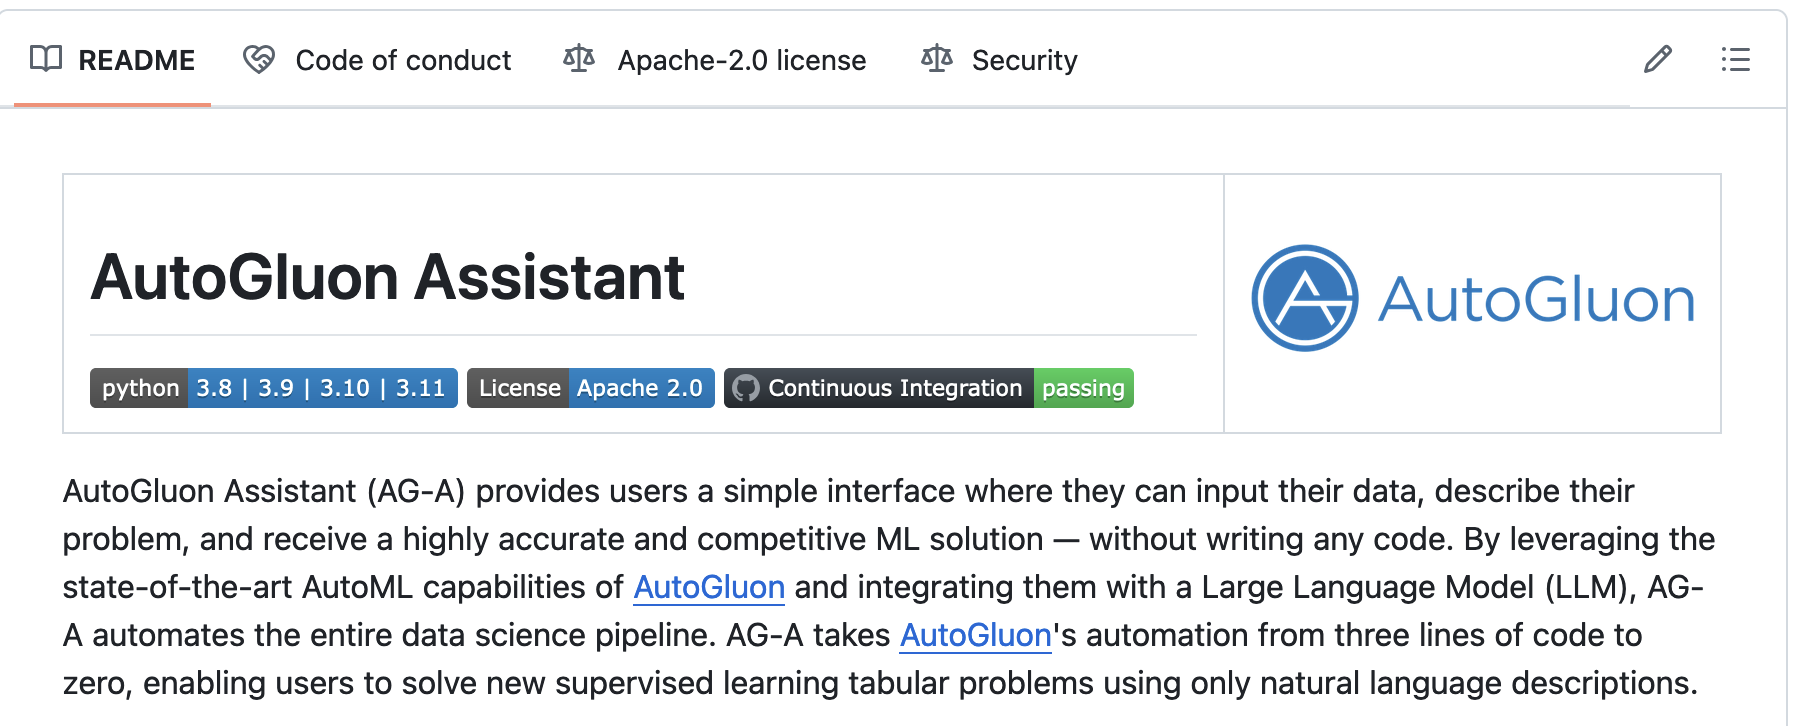 README Code of conduct Apache-2.0 license Security
AutoGluon Assistant
AutoGluon
python 3.8 | 3.9 | 3.10 | 3.11 License Apache 2.0 Continuous Integration passing
AutoGluon Assistant (AG-A) provides users a simple interface where they can input their data, describe their
problem, and receive a highly accurate and competitive ML solution — without writing any code. By leveraging the
state-of-the-art AutoML capabilities of AutoGluon and integrating them with a Large Language Model (LLM), AG-
A automates the entire data science pipeline. AG-A takes AutoGluon's automation from three lines of code to
zero, enabling users to solve new supervised learning tabular problems using only natural language descriptions.